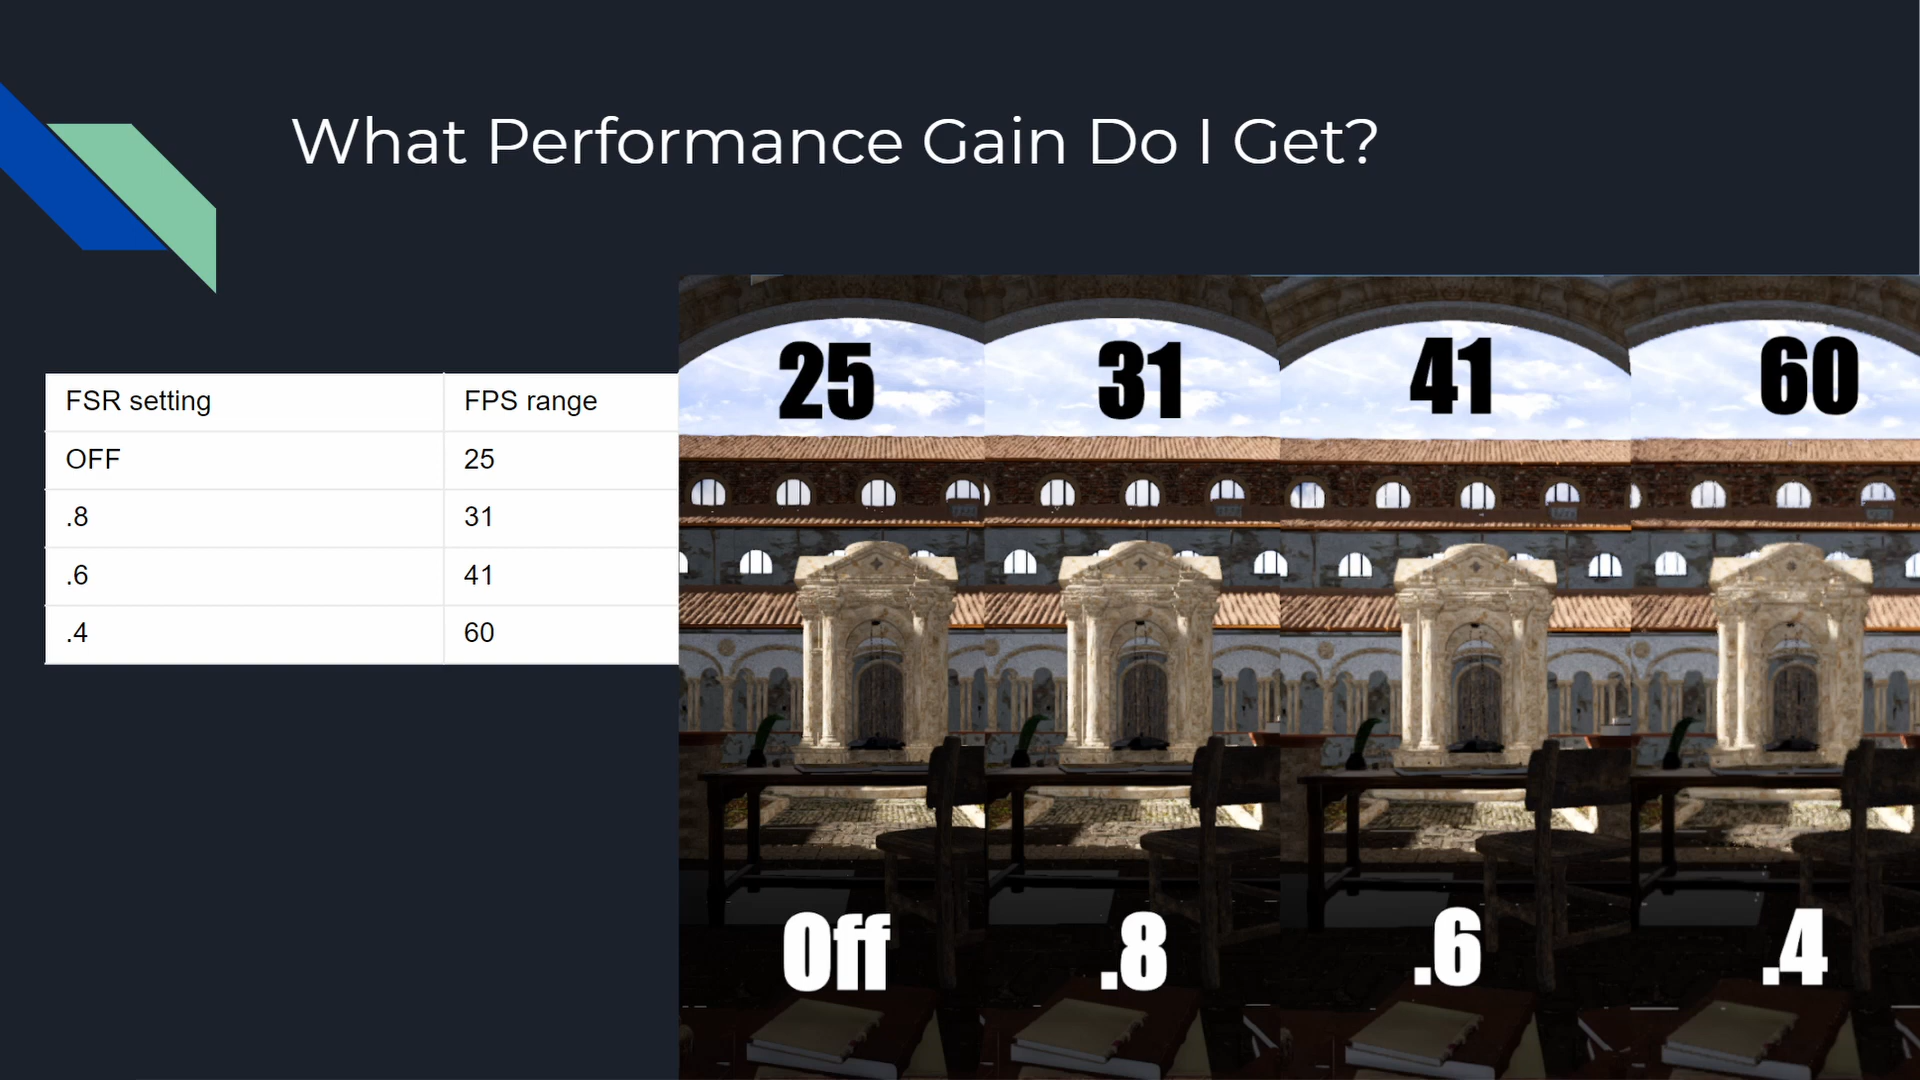 What Performance Gain Do I Get?
FSR setting FPS range
OFF 25
.8 31
.6 41
.4 60
25 31 41 60
Off .8 .6 .4